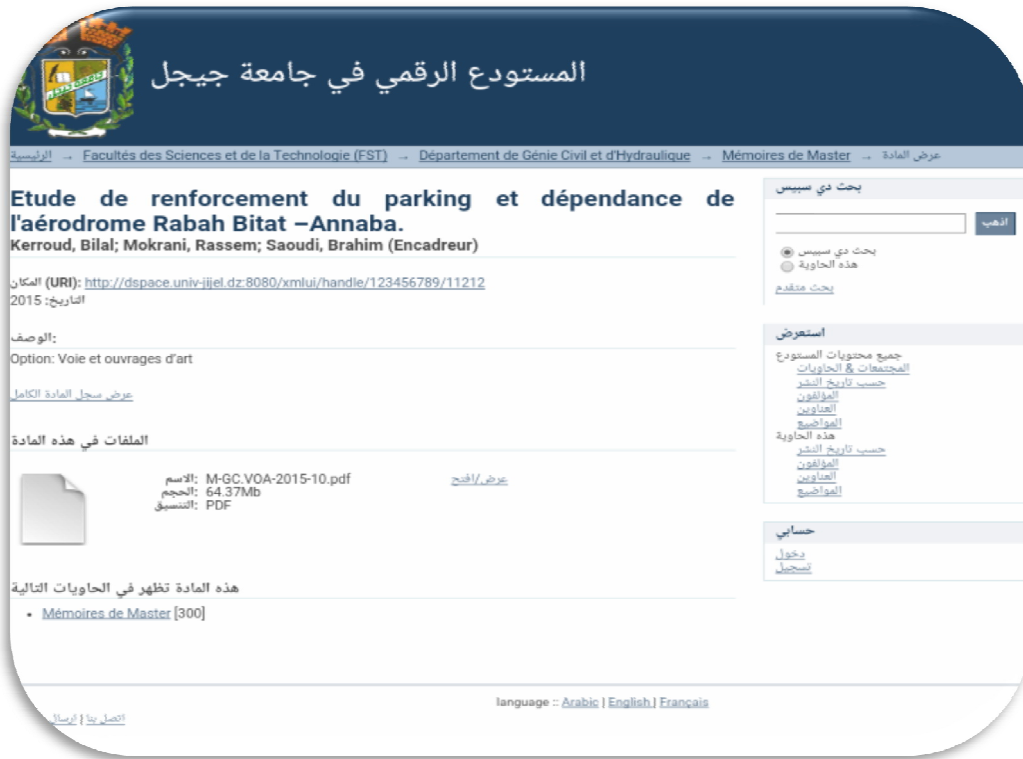 المستودع الرقمي في جامعة جيجل
الرئيسية → Facultés des Sciences et de la Technologie (FST) → Département de Génie Civil et d'Hydraulique → Mémoires de Master → عرض المادة
Etude de renforcement du parking et dépendance de
l'aérodrome Rabah Bitat –Annaba.
Kerroud, Bilal; Mokrani, Rassem; Saoudi, Brahim (Encadreur)
المكان (URI): http://dspace.univ-jijel.dz:8080/xmlui/handle/123456789/11212
التاريخ: 2015
الوصف:
Option: Voie et ouvrages d'art
عرض سجل المادة الكامل
الملفات في هذه المادة
الاسم: M-GC.VOA-2015-10.pdf
عرض/افتح
الحجم: 64.37Mb
التنسيق: PDF
هذه المادة تظهر في الحاويات التالية
• Mémoires de Master [300]
بحث دي سبيس
اذهب
بحث دي سبيس
هذه الحاوية
بحث متقدم
استعرض
جميع محتويات المستودع
المجتمعات & الحاويات
حسب تاريخ النشر
المؤلفون
العناوين
المواضيع
هذه الحاوية
حسب تاريخ النشر
المؤلفون
العناوين
المواضيع
حسابي
دخول
تسجيل
language :: Arabic | English | Français
اتصل بنا | ارسال